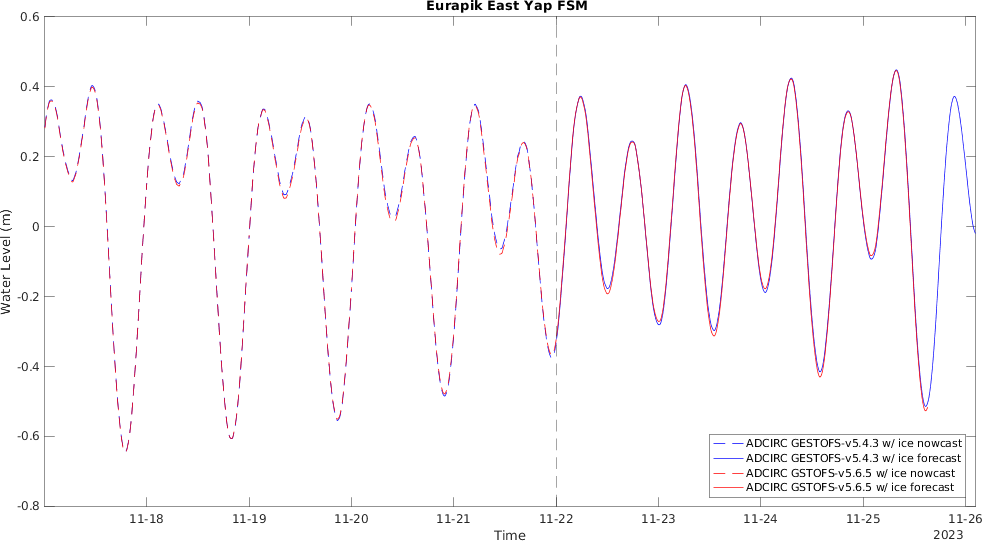 Eurapik East Yap FSM
0.6
0.4
0.2
0
-0.2
-0.4
-0.6
-0.8
Water Level (m)
ADCIRC GESTOFS-v5.4.3 w/ ice nowcast
ADCIRC GESTOFS-v5.4.3 w/ ice forecast
ADCIRC GSTOFS-v5.6.5 w/ ice nowcast
ADCIRC GSTOFS-v5.6.5 w/ ice forecast
11-18 11-19 11-20 11-21 11-22 11-23 11-24 11-25 11-26
Time
2023